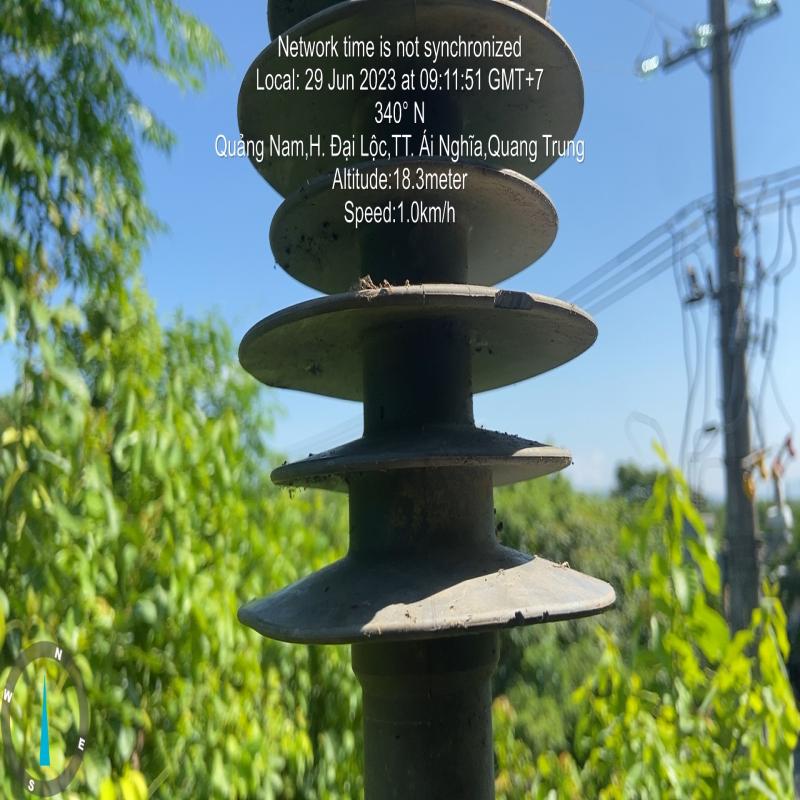 Network time is not synchronized
Local: 29 Jun 2023 at 09:11:51 GMT+7
340° N
Quảng Nam,H. Đại Lộc,TT. Ái Nghĩa,Quang Trung
Altitude:18.3meter
Speed:1.0km/h
N
W
E
S